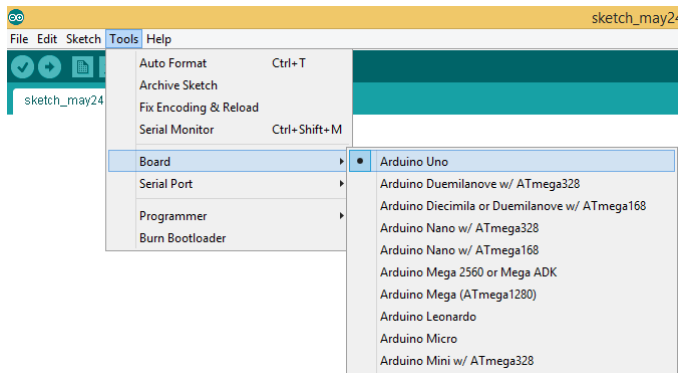 sketch_may24
File Edit Sketch Tools Help
Auto Format Ctrl+T
Archive Sketch
Fix Encoding & Reload
Serial Monitor Ctrl+Shift+M
Board
Serial Port
Programmer
Burn Bootloader
sketch_may24
Arduino Uno
Arduino Duemilanove w/ ATmega328
Arduino Diecimila or Duemilanove w/ ATmega168
Arduino Nano w/ ATmega328
Arduino Nano w/ ATmega168
Arduino Mega 2560 or Mega ADK
Arduino Mega (ATmega1280)
Arduino Leonardo
Arduino Micro
Arduino Mini w/ ATmega328